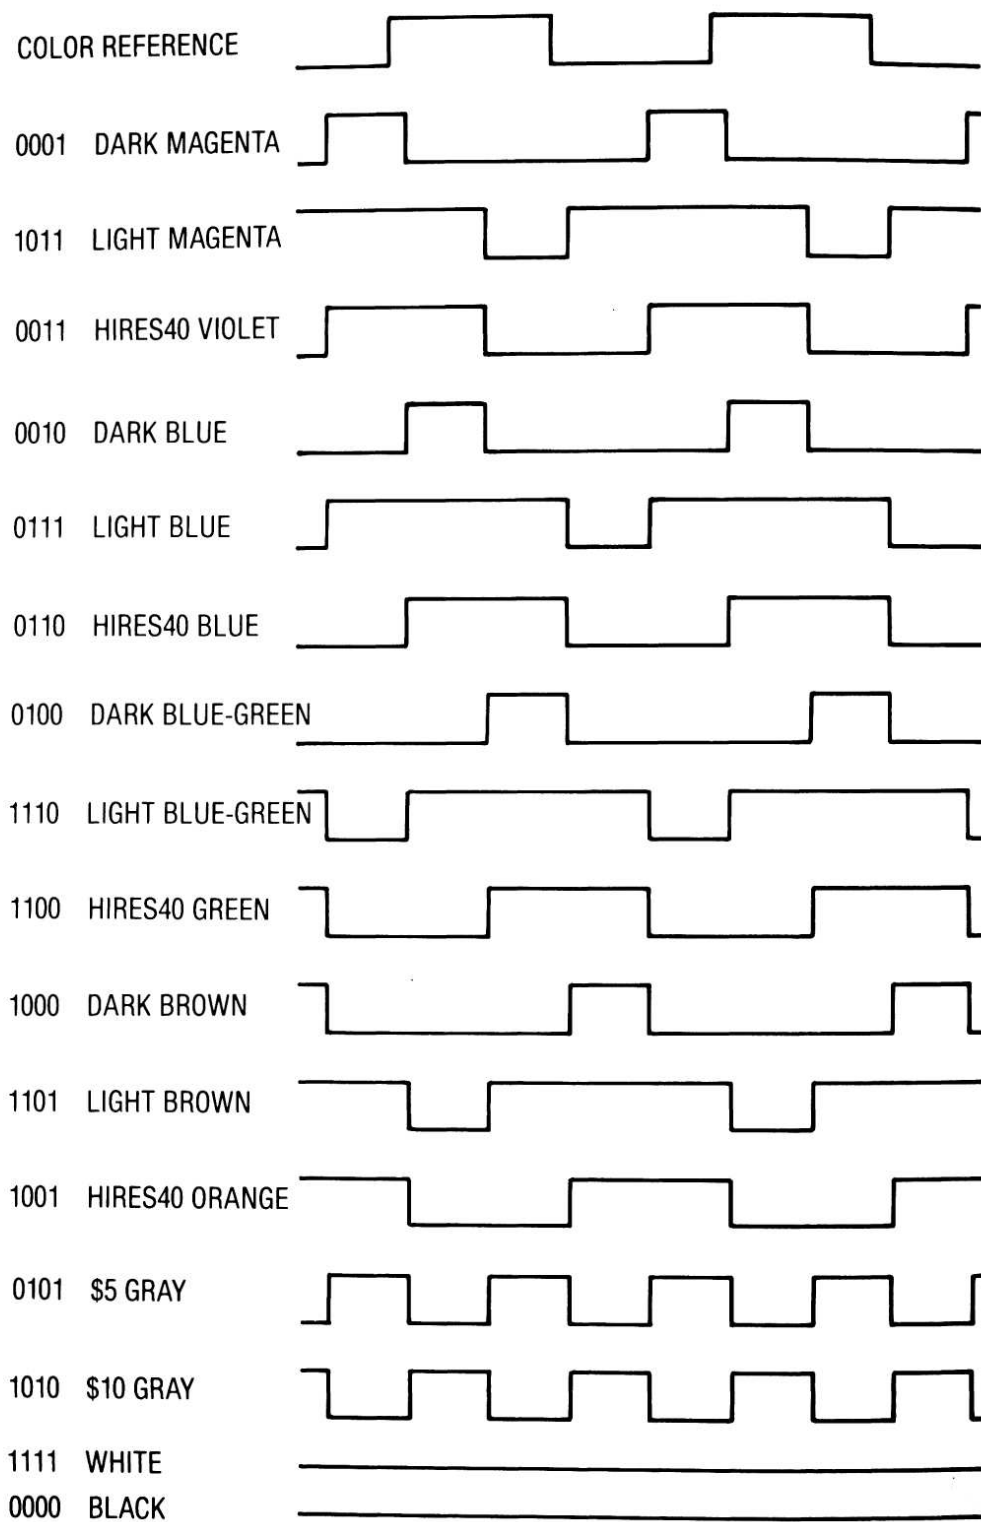 COLOR REFERENCE
0001 DARK MAGENTA
1011 LIGHT MAGENTA
0011 HIRES40 VIOLET
0010 DARK BLUE
0111 LIGHT BLUE
0110 HIRES40 BLUE
0100 DARK BLUE-GREEN
1110 LIGHT BLUE-GREEN
1100 HIRES40 GREEN
1000 DARK BROWN
1101 LIGHT BROWN
1001 HIRES40 ORANGE
0101 $5 GRAY
1010 $10 GRAY
1111 WHITE
0000 BLACK